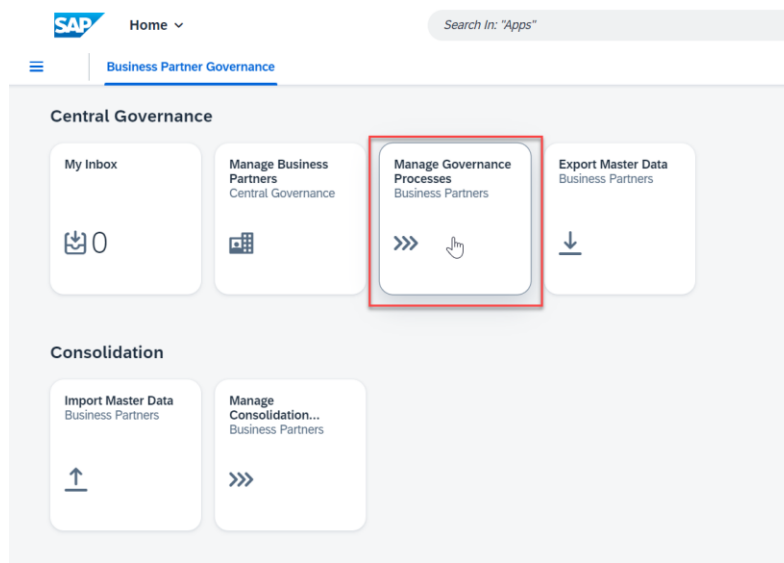 SAP Home
Search In: "Apps"
Business Partner Governance
Central Governance
My Inbox
0
Manage Business
Partners
Central Governance
Manage Governance
Processes
Business Partners
Export Master Data
Business Partners
Consolidation
Import Master Data
Business Partners
Manage
Consolidation...
Business Partners